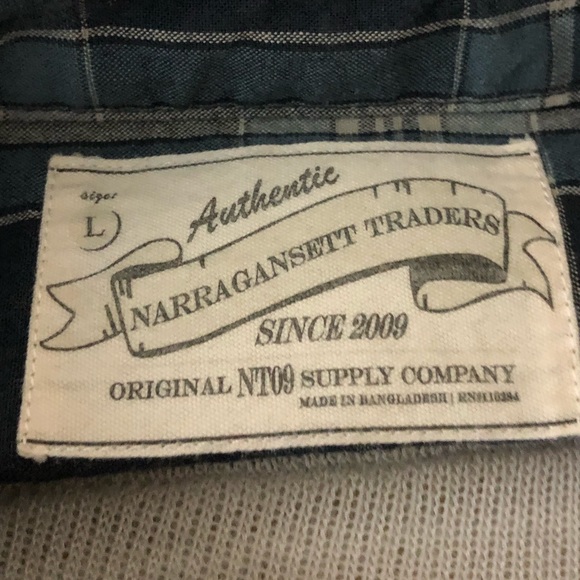 Size:
L
Authentic
NARRAGANSETT TRADERS
SINCE 2009
ORIGINAL NT09 SUPPLY COMPANY
MADE IN BANGLADESH |